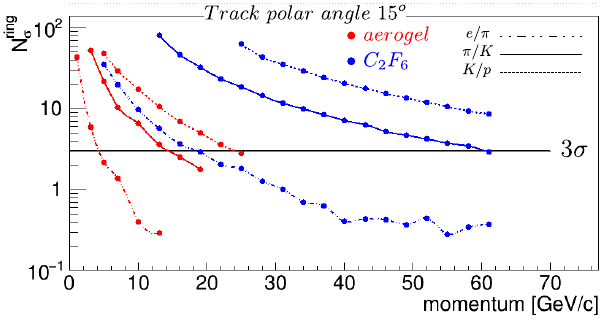 Track polar angle 15°
N_σ^ring
10²
10
1
10⁻¹
aerogel
C₂F₆
e/π
π/K
K/p
3σ
0 10 20 30 40 50 60 70
momentum [GeV/c]